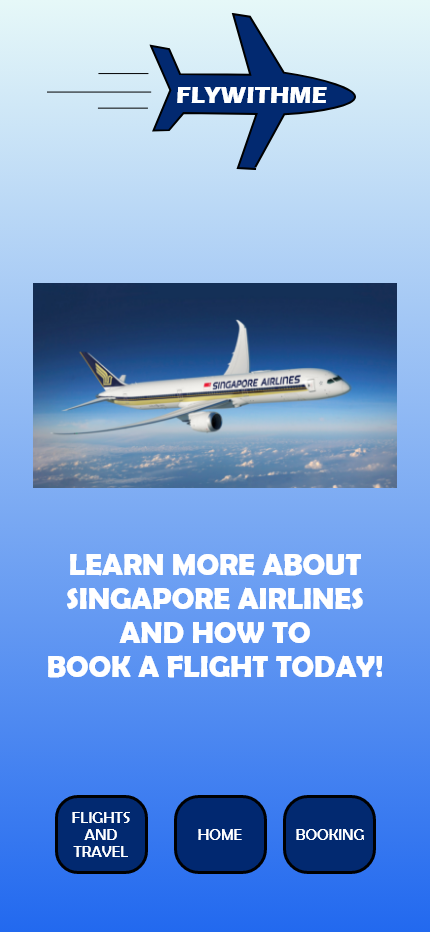 FLYWITHME
SINGAPORE AIRLINES
LEARN MORE ABOUT
SINGAPORE AIRLINES
AND HOW TO
BOOK A FLIGHT TODAY!
FLIGHTS
AND
TRAVEL
HOME
BOOKING